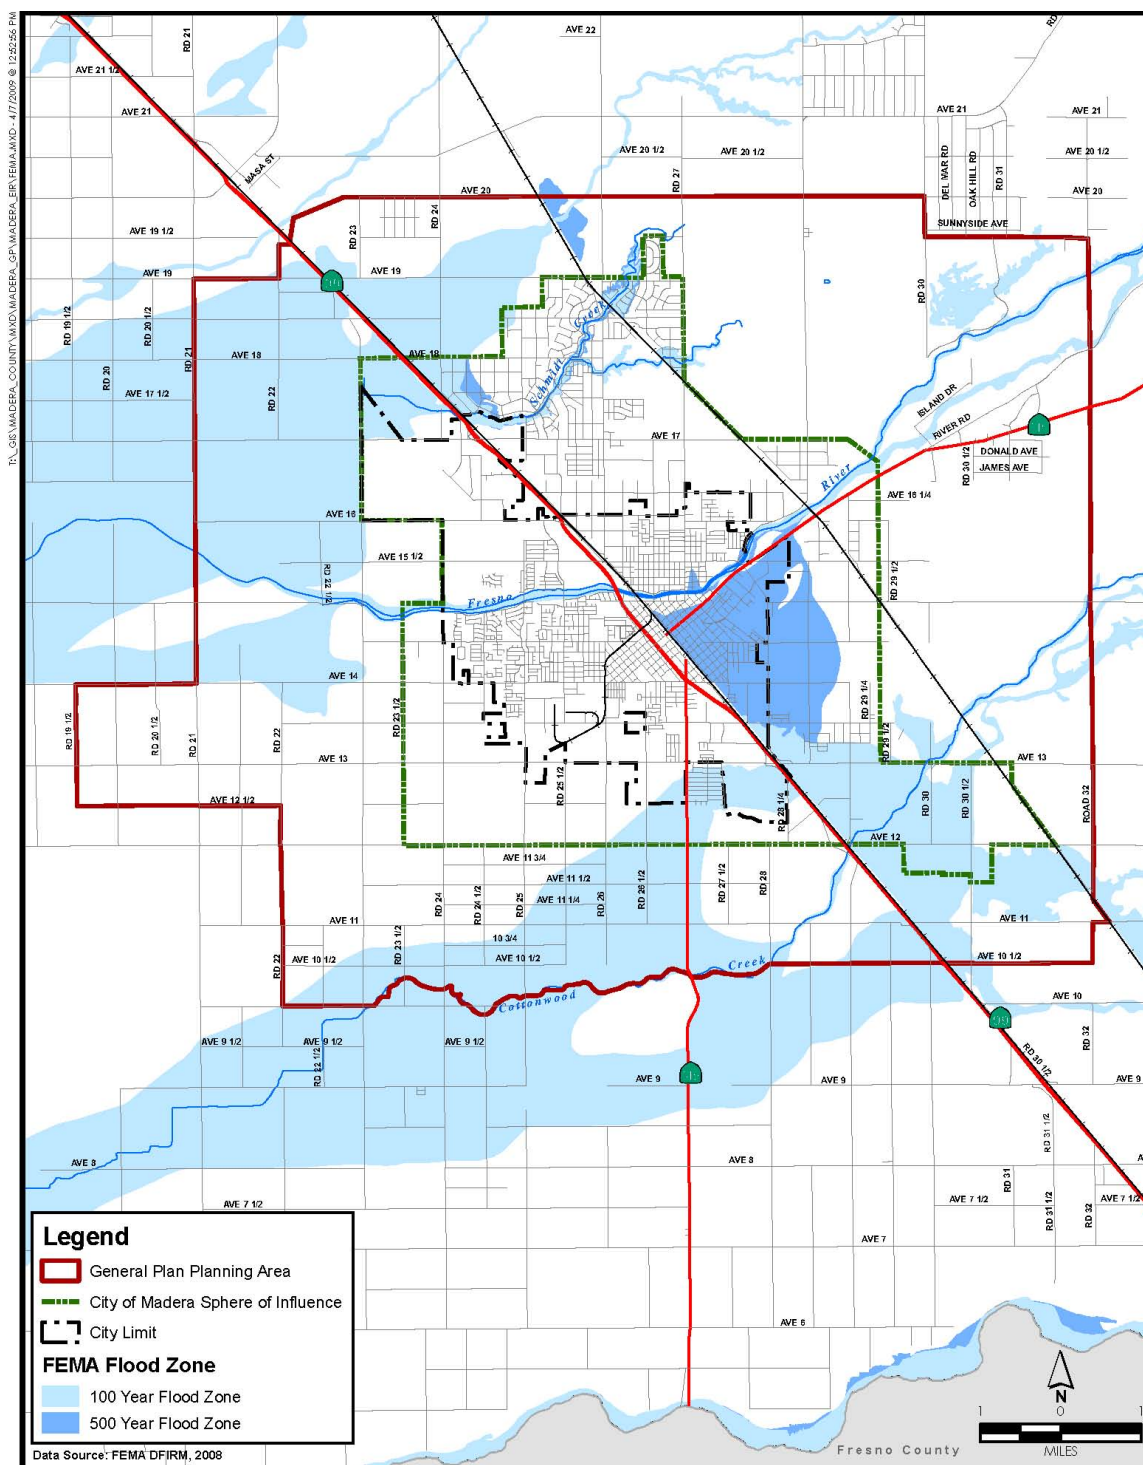 T:\_GIS\MADERA_COUNTY\MXD\MADERA_GP\MADERA_EIR\FEMA.MXD - 4/7/2009 @ 12:52:56 PM
RD 21
AVE 22
RD
AVE 21 1/2
AVE 21
AVE 21
AVE 21
MASA ST
AVE 20 1/2
AVE 20 1/2
AVE 20 1/2
RD 27
DEL MAR RD
OAK HILL RD
RD 31
AVE 20
AVE 20
RD 24
RD 23
SUNNYSIDE AVE
AVE 19 1/2
AVE 19
AVE 19
99
RD 30
RD 19 1/2
RD 20 1/2
RD 21
RD 20
RD 22
AVE 18
AVE 18
Schmidt Creek
AVE 17 1/2
ISLAND DR
RIVER RD
AVE 17
DONALD AVE
JAMES AVE
RD 30 1/2
River
AVE 16 1/4
AVE 16
AVE 15 1/2
RD 22 1/2
RD 29 1/2
Fresno
AVE 14
RD 19 1/2
RD 20 1/2
RD 21
RD 22
RD 23 1/2
RD 29 1/4
RD 29 1/2
AVE 13
AVE 13
RD 25 1/2
RD 28 1/4
RD 30
RD 30 1/2
ROAD 32
AVE 12 1/2
AVE 12
AVE 11 3/4
AVE 11 1/2
AVE 11 1/4
RD 24
RD 24 1/2
RD 25
RD 26
RD 26 1/2
RD 27 1/2
RD 28
AVE 11
AVE 11
RD 23 1/2
10 3/4
RD 22
AVE 10 1/2
AVE 10 1/2
AVE 10 1/2
Creek
Cottonwood
AVE 10
99
AVE 9 1/2
AVE 9 1/2
AVE 9 1/2
RD 22 1/2
RD 32
RD 30 1/2
AVE 9
AVE 9
AVE 9
RD 31 1/2
AVE 8
AVE 8
A
RD 31
AVE 7 1/2
AVE 7 1/2
AVE 7 1/2
RD 31 1/2
RD 32
AVE 7
AVE 6
Legend
General Plan Planning Area
City of Madera Sphere of Influence
City Limit
FEMA Flood Zone
100 Year Flood Zone
500 Year Flood Zone
Data Source: FEMA DFIRM, 2008
N
1 0 1
MILES
Fresno County